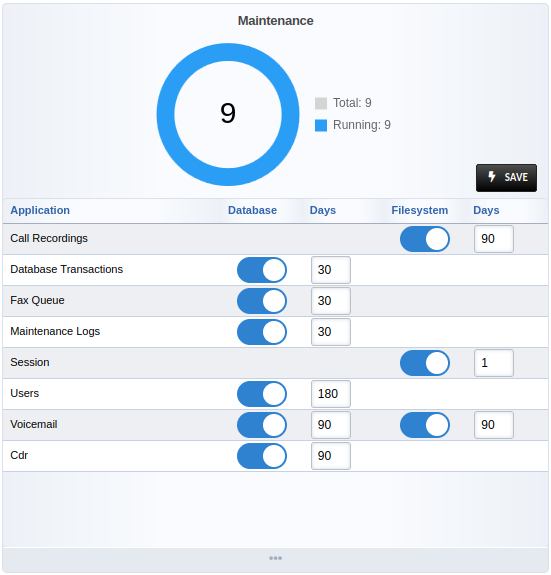 Maintenance
9
Total: 9
Running: 9
SAVE
Application Database Days Filesystem Days
Call Recordings 90
Database Transactions 30
Fax Queue 30
Maintenance Logs 30
Session 1
Users 180
Voicemail 90 90
Cdr 90